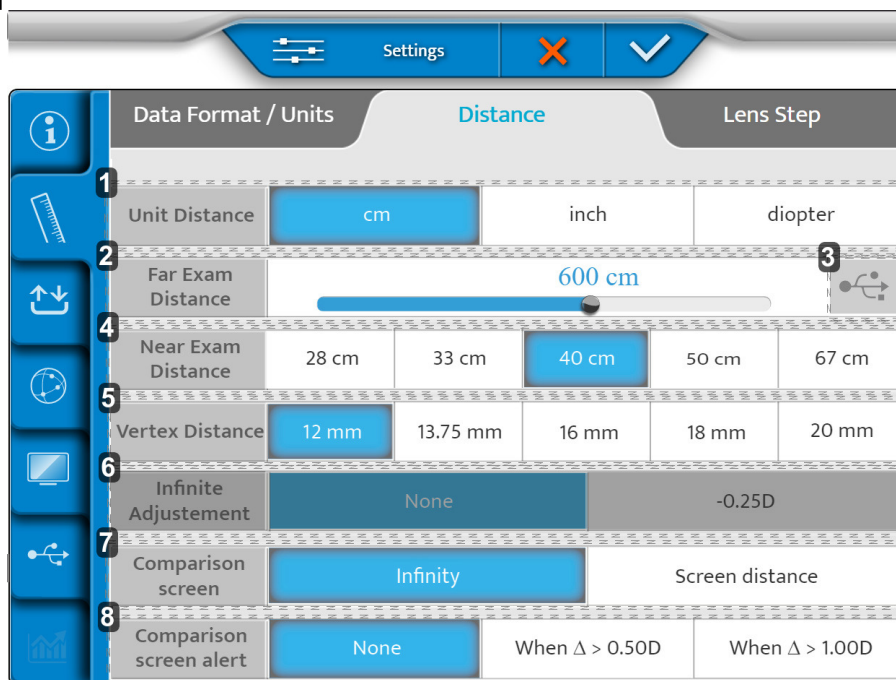 Settings
Data Format / Units Distance Lens Step
1
Unit Distance cm inch diopter
2
3
Far Exam
Distance
600 cm
4
Near Exam
Distance
28 cm 33 cm 40 cm 50 cm 67 cm
5
Vertex Distance 12 mm 13.75 mm 16 mm 18 mm 20 mm
6
Infinite
Adjustement
None -0.25D
7
Comparison
screen
Infinity Screen distance
8
Comparison
screen alert
None When Δ > 0.50D When Δ > 1.00D